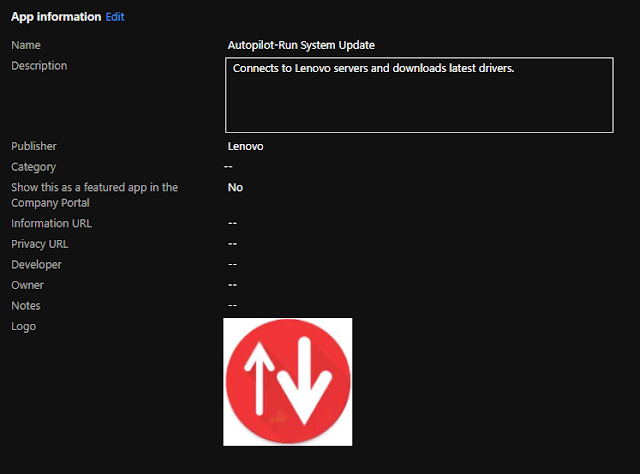 App information Edit
Name Autopilot-Run System Update
Description Connects to Lenovo servers and downloads latest drivers.
Publisher Lenovo
Category --
Show this as a featured app in the No
Company Portal
Information URL --
Privacy URL --
Developer --
Owner --
Notes --
Logo